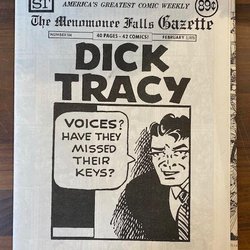 ST
AMERICA'S GREATEST COMIC WEEKLY
89¢
The Menomonee Falls Gazette
40 PAGES - 42 COMICS!
FEBRUARY
DICK
TRACY
VOICES?
HAVE THEY
MISSED
THEIR
KEYS?